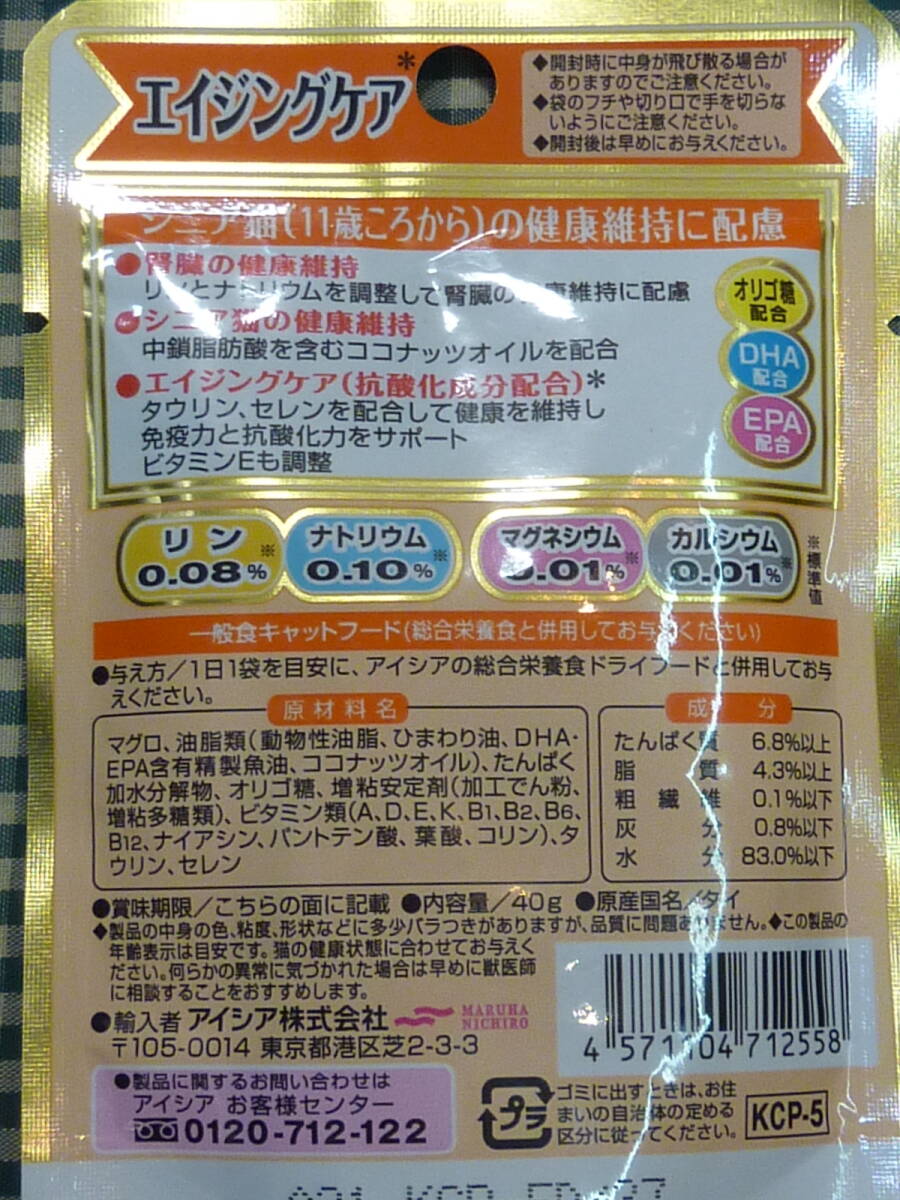 エイジングケア*
◆開封時に中身が飛び散る場合が
ありますのでご注意ください。
◆袋のフチや切り口で手を切らな
いようにご注意ください。
◆開封後は早めにお与えください。
シニア猫(11歳ころから)の健康維持に配慮
●腎臓の健康維持
リンとナトリウムを調整して腎臓の健康維持に配慮
●シニア猫の健康維持
中鎖脂肪酸を含むココナッツオイルを配合
●エイジングケア(抗酸化成分配合)*
タウリン、セレンを配合して健康を維持し
免疫力と抗酸化力をサポート
ビタミンEも調整
オリゴ糖
配合
DHA
配合
EPA
配合
リン
0.08%※
ナトリウム
0.10%※
マグネシウム
0.01%※
カルシウム
0.01%※
※標準値
一般食キャットフード(総合栄養食と併用してお与えください)
●与え方/1日1袋を目安に、アイシアの総合栄養食ドライフードと併用してお与
えください。
原材料名
マグロ、油脂類(動物性油脂、ひまわり油、DHA・
EPA含有精製魚油、ココナッツオイル)、たんぱく
加水分解物、オリゴ糖、増粘安定剤(加工でん粉、
増粘多糖類)、ビタミン類(A、D、E、K、B1、B2、B6、
B12、ナイアシン、パントテン酸、葉酸、コリン)、タ
ウリン、セレン
成分
たんぱく質 6.8%以上
脂質 4.3%以上
粗繊維 0.1%以下
灰分 0.8%以下
水分 83.0%以下
●賞味期限/こちらの面に記載 ●内容量/40g ●原産国名/タイ
◆製品の中身の色、粘度、形状などに多少バラつきがありますが、品質に問題ありません。◆この製品の
年齢表示は目安です。猫の健康状態に合わせてお与えく
ださい。何らかの異常に気づかれた場合は早めに獣医師
に相談することをおすすめします。
●輸入者 アイシア株式会社
MARUHA
NICHIRO
〒105-0014 東京都港区芝2-3-3
4 571104 712558
●製品に関するお問い合わせは
アイシア お客様センター
0120-712-122
プラ
ゴミに出すときは、お住
まいの自治体の定める
区分に従ってください。
KCP-5